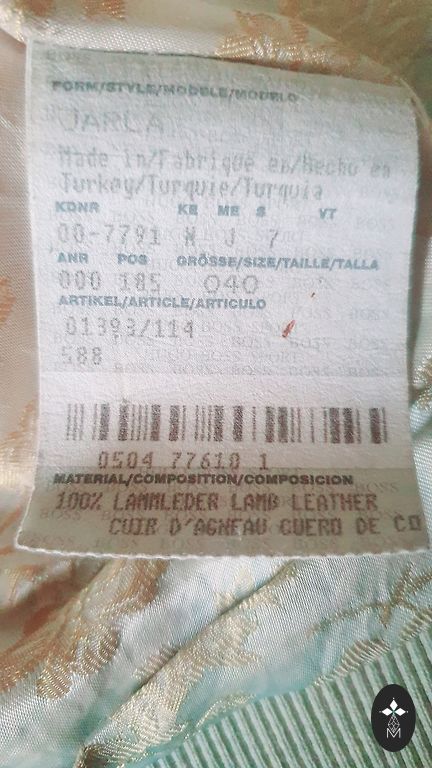 FORM/STYLE/MODELE/MODELO
JARLA
Made in/Fabriqué en/Hecho en
Turkey/Turquie/Turquia
KDNR KE ME S VT
00-7791 N J 7
ANR POS GRÖSSE/SIZE/TAILLE/TALLA
000 185 040
ARTIKEL/ARTICLE/ARTICULO
01393/114
588
0504 77610 1
MATERIAL/COMPOSITION/COMPOSICION
100% LAMMLEDER LAMB LEATHER
CUIR D'AGNEAU CUERO DE CO
M